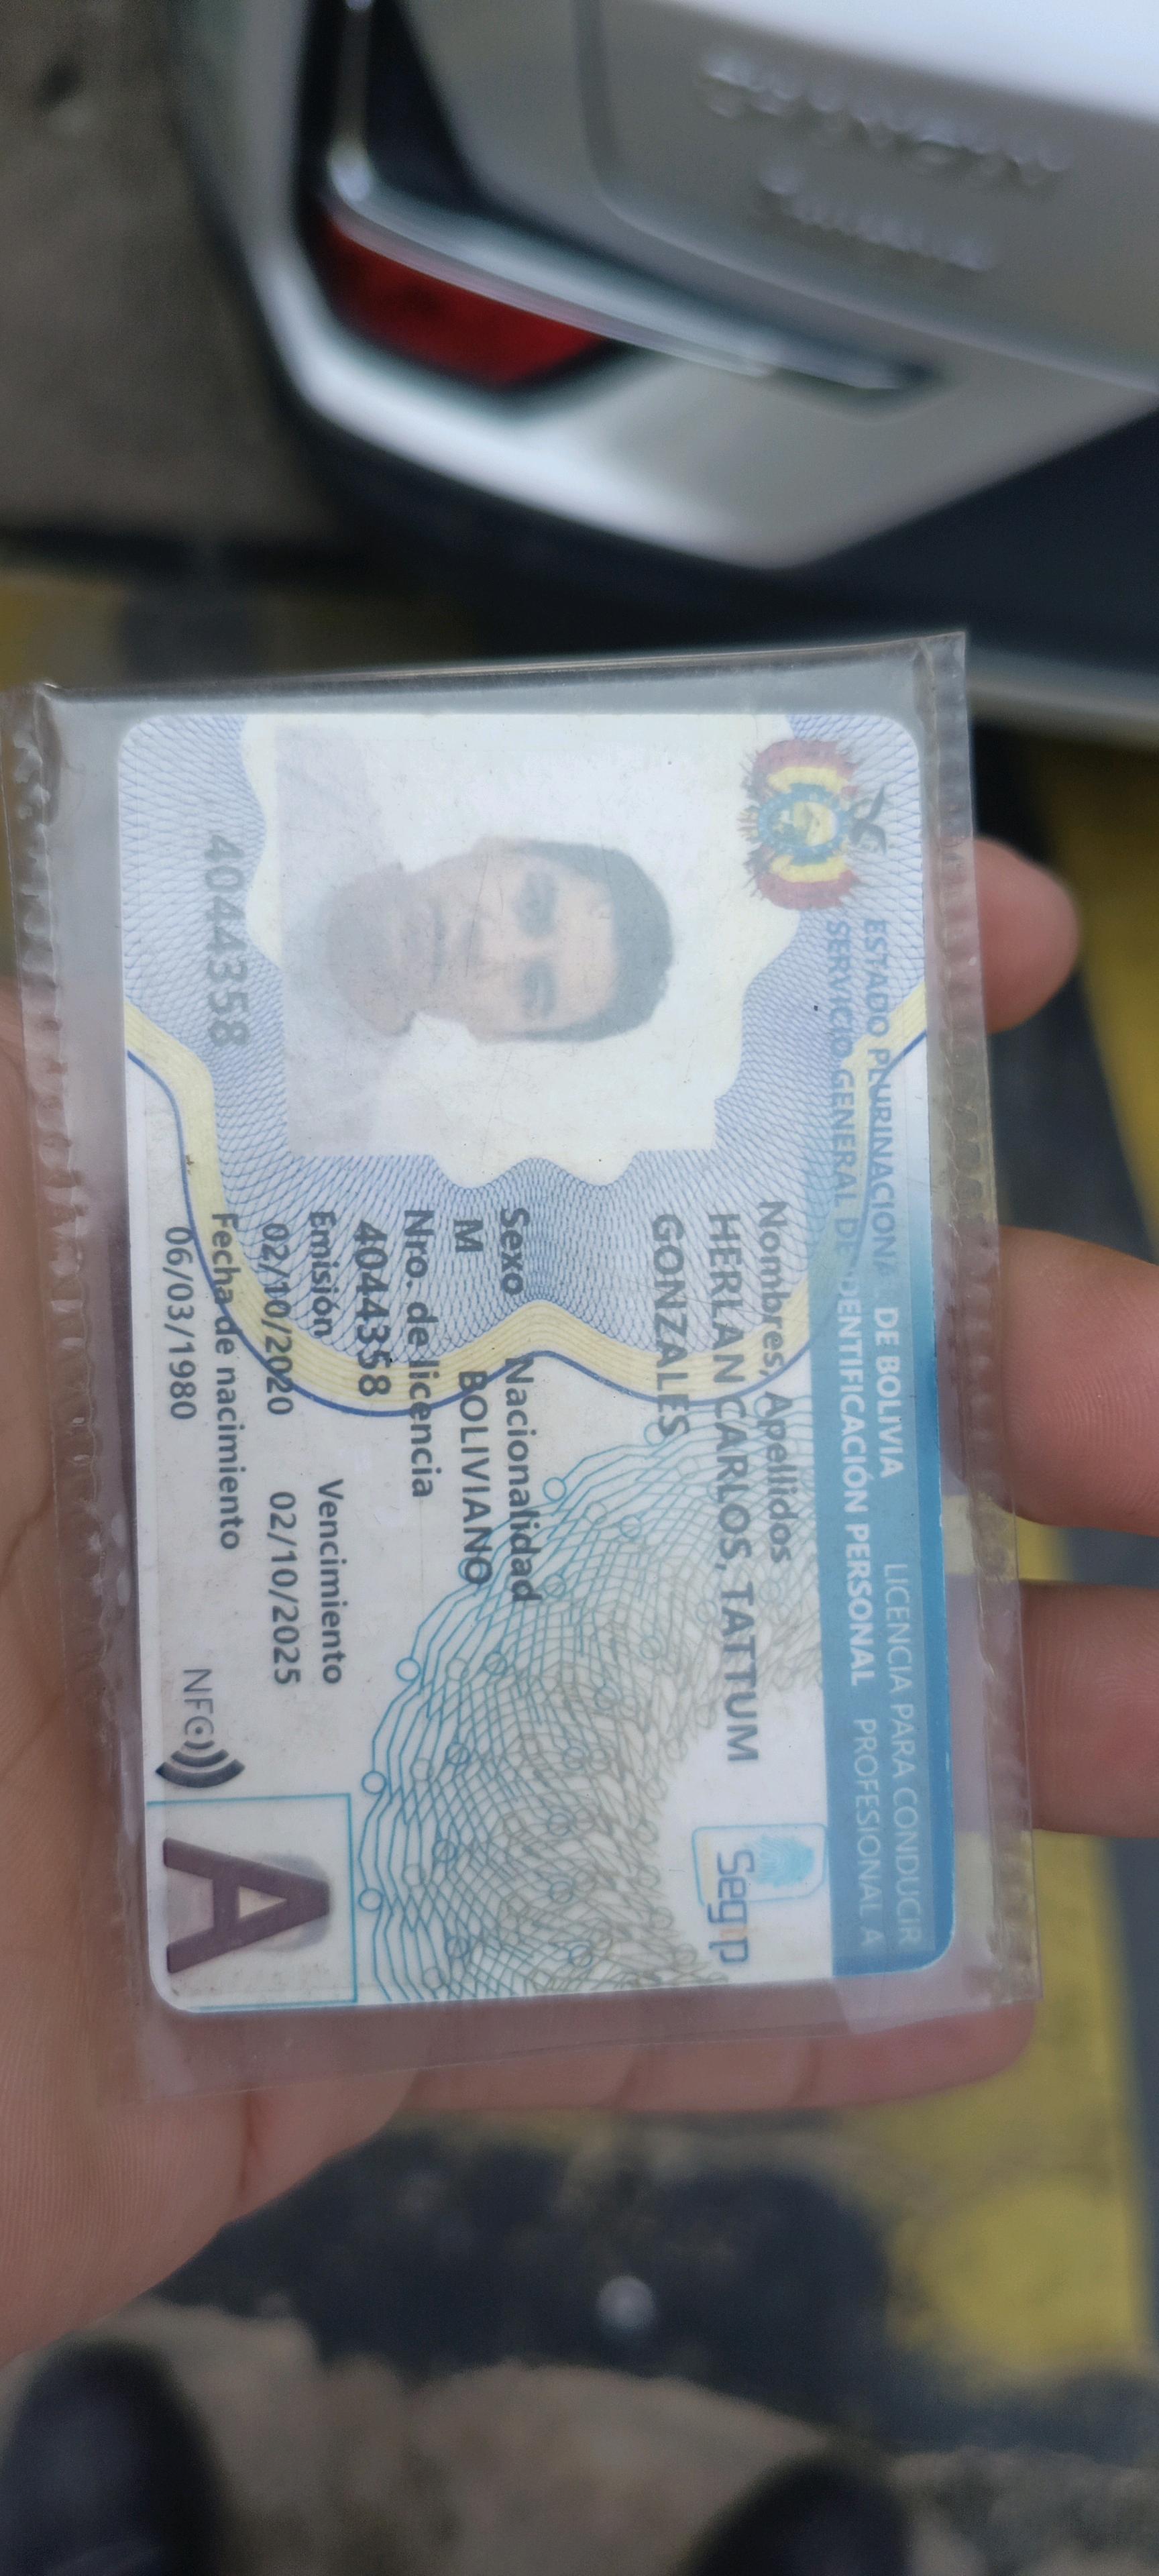 ESTADO PLURINACIONAL DE BOLIVIA LICENCIA PARA CONDUCIR
SERVICIO GENERAL DE IDENTIFICACIÓN PERSONAL PROFESIONAL A
Nombres, Apellidos
HERLAN CARLOS, TATTUM
GONZALES
Segip
Sexo Nacionalidad
M BOLIVIANO
Nro. de licencia
4044358
Emisión Vencimiento
02/10/2020 02/10/2025
Fecha de nacimiento
06/03/1980
NFC
A
4044358